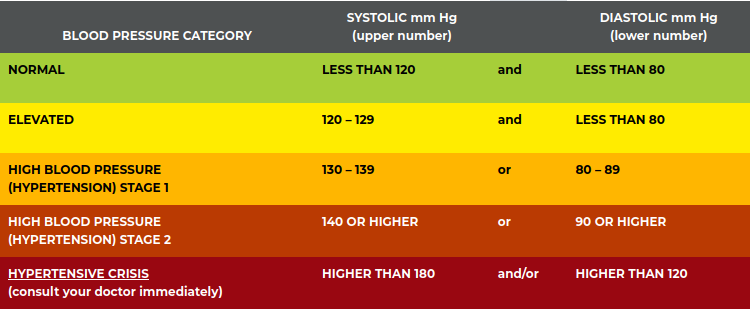 BLOOD PRESSURE CATEGORY SYSTOLIC mm Hg (upper number) DIASTOLIC mm Hg (lower number)
NORMAL LESS THAN 120 and LESS THAN 80
ELEVATED 120 – 129 and LESS THAN 80
HIGH BLOOD PRESSURE 130 – 139 or 80 – 89
(HYPERTENSION) STAGE 1
HIGH BLOOD PRESSURE 140 OR HIGHER or 90 OR HIGHER
(HYPERTENSION) STAGE 2
HYPERTENSIVE CRISIS HIGHER THAN 180 and/or HIGHER THAN 120
(consult your doctor immediately)